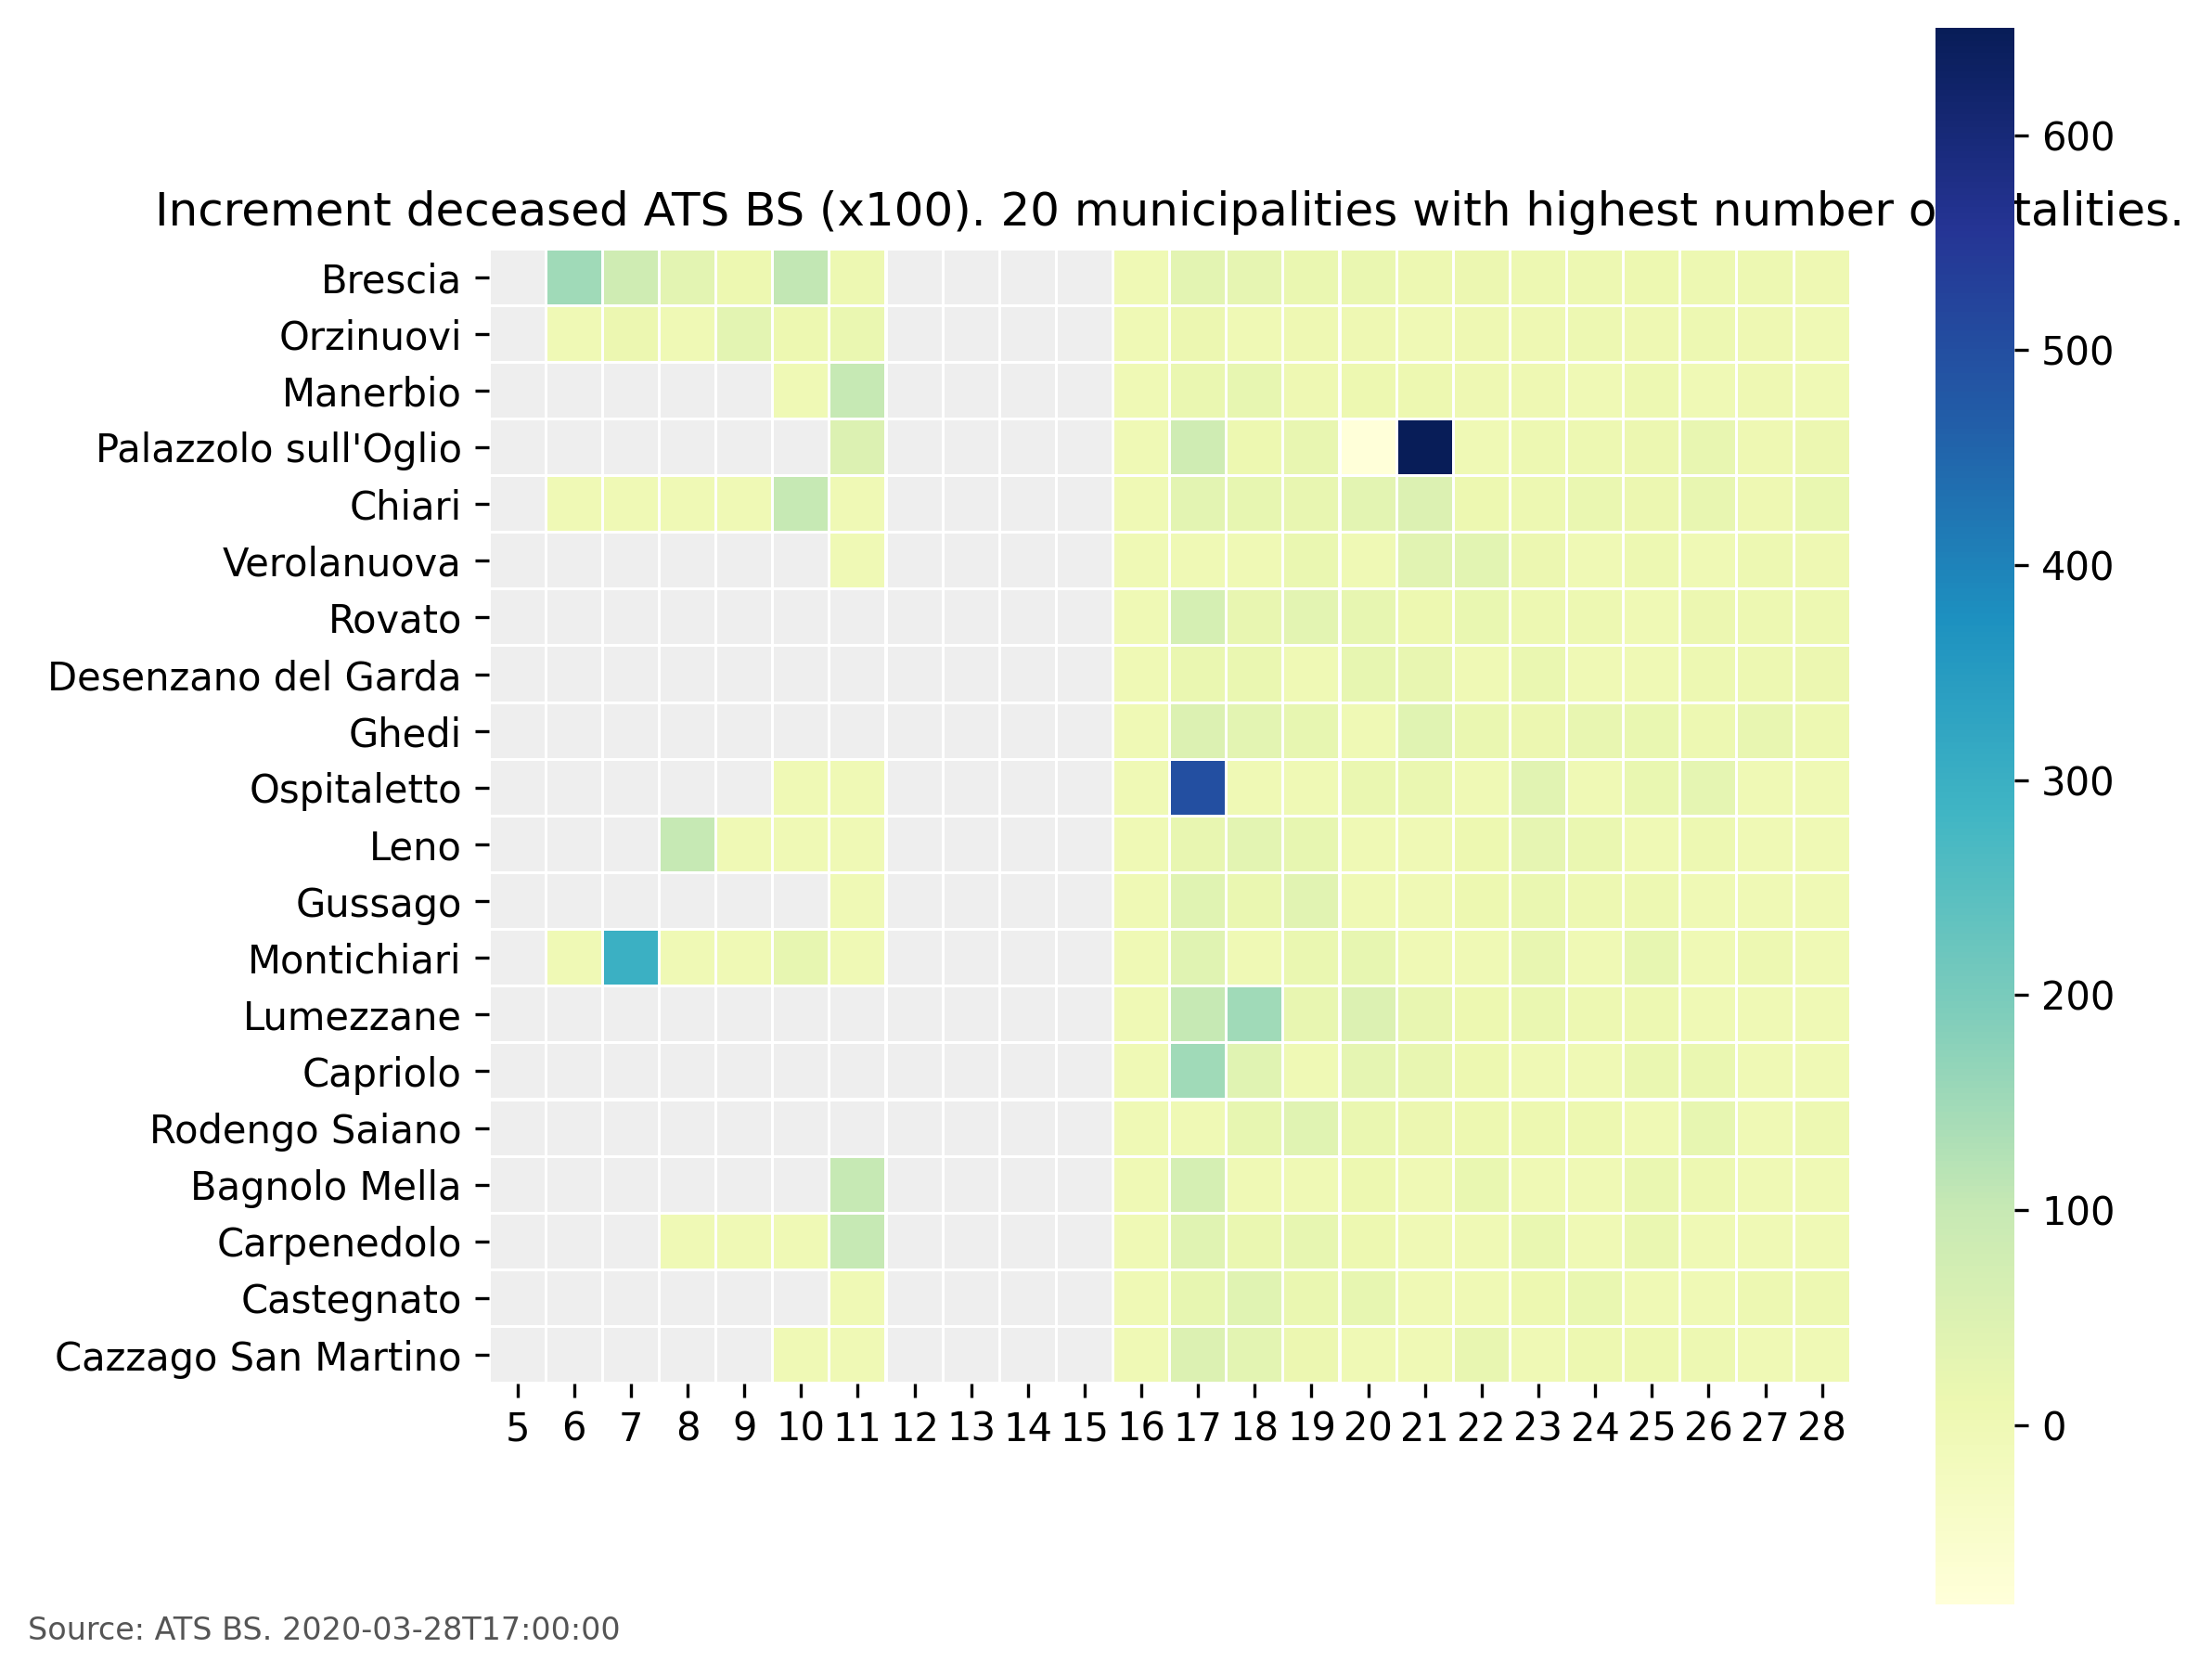 Increment deceased ATS BS (x100). 20 municipalities with highest number o talities.
Brescia
Orzinuovi
Manerbio
Palazzolo sull'Oglio
Chiari
Verolanuova
Rovato
Desenzano del Garda
Ghedi
Ospitaletto
Leno
Gussago
Montichiari
Lumezzane
Capriolo
Rodengo Saiano
Bagnolo Mella
Carpenedolo
Castegnato
Cazzago San Martino
5 6 7 8 9 10 11 12 13 14 15 16 17 18 19 20 21 22 23 24 25 26 27 28
600
500
400
300
200
100
0
Source: ATS BS. 2020-03-28T17:00:00